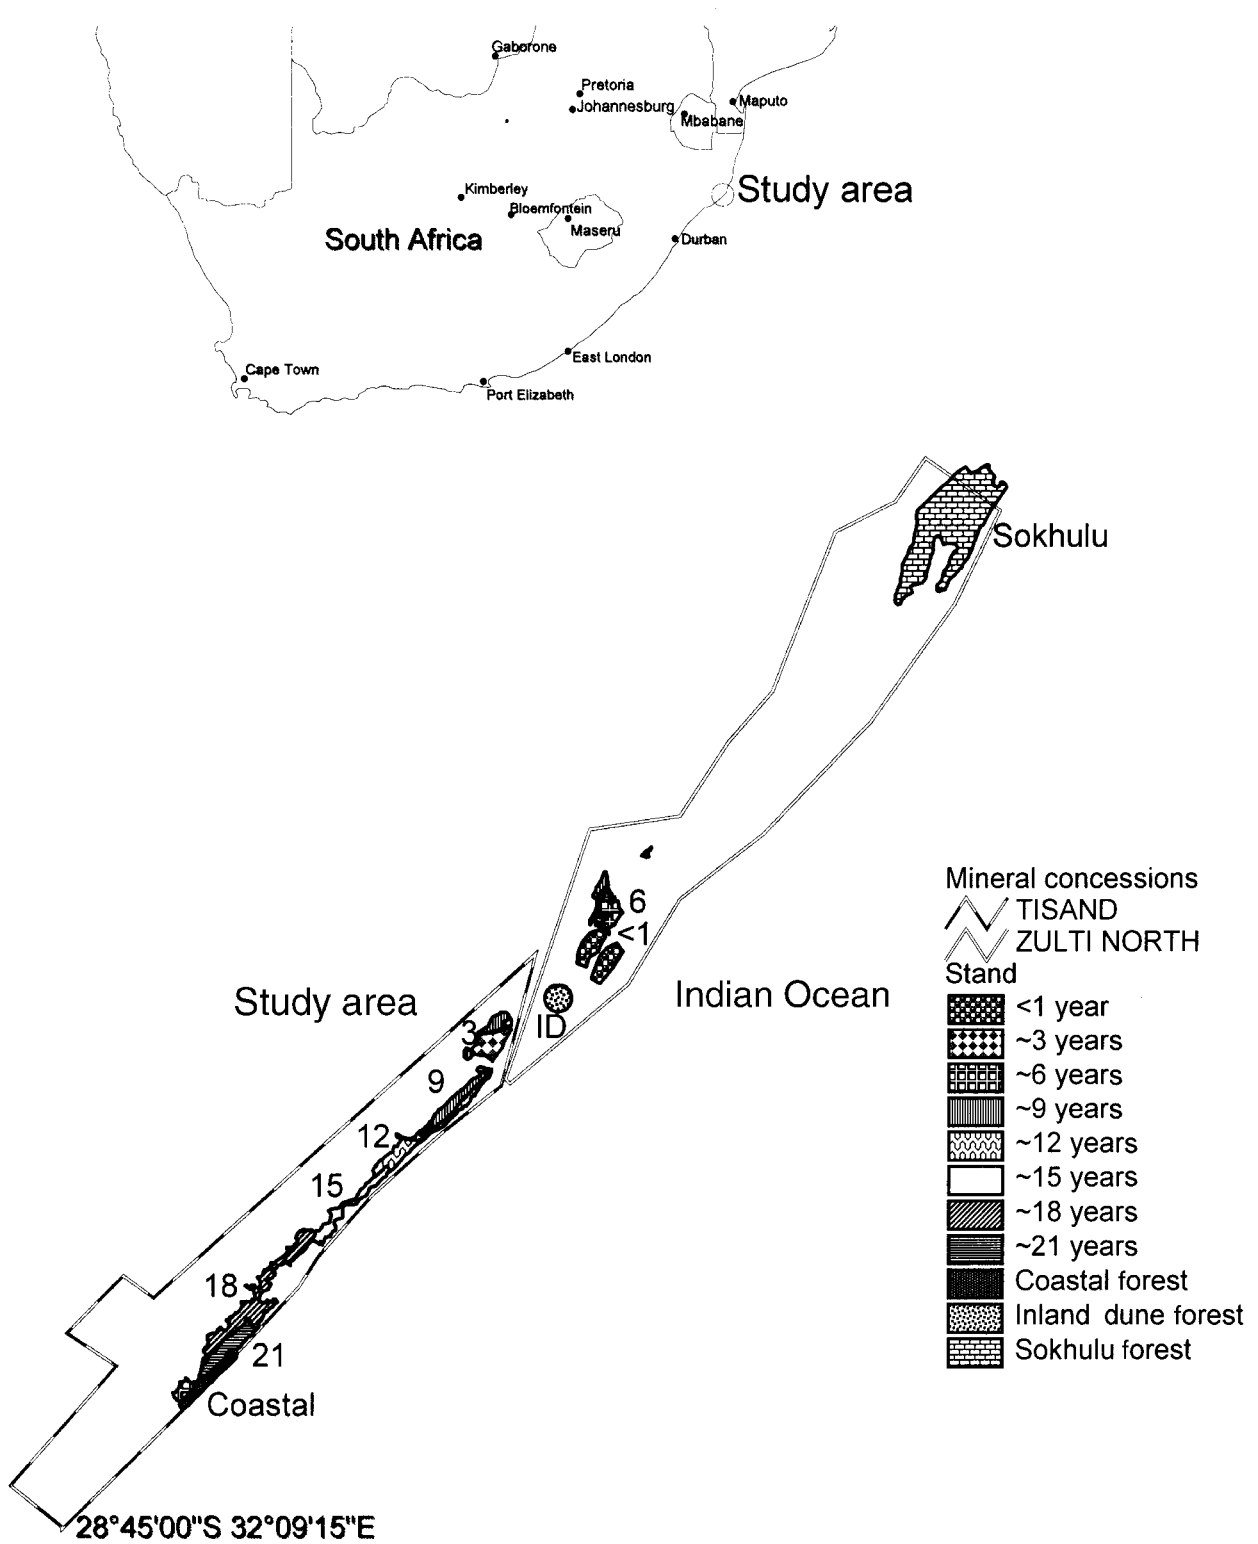 Gaborone
Pretoria
Johannesburg
Maputo
Mbabane
Kimberley
Study area
Bloemfontein
Maseru
South Africa
Durban
East London
Cape Town
Port Elizabeth
Sokhulu
6
<1
Mineral concessions
TISAND
ZULTI NORTH
Stand
<1 year
~3 years
~6 years
~9 years
~12 years
~15 years
~18 years
~21 years
Coastal forest
Inland dune forest
Sokhulu forest
Study area
Indian Ocean
ID
3
9
12
15
18
21
Coastal
28°45'00"S 32°09'15"E